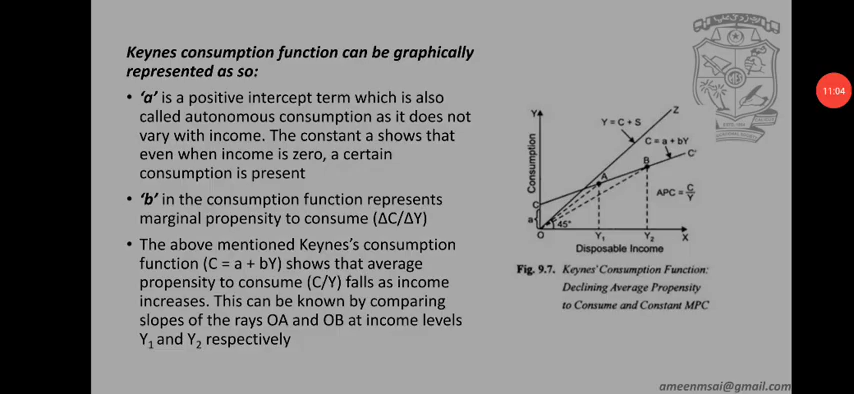 Keynes consumption function can be graphically
represented as so:
• 'a' is a positive intercept term which is also
called autonomous consumption as it does not
vary with income. The constant a shows that
even when income is zero, a certain
consumption is present
• 'b' in the consumption function represents
marginal propensity to consume (ΔC/ΔY)
• The above mentioned Keynes's consumption
function (C = a + bY) shows that average
propensity to consume (C/Y) falls as income
increases. This can be known by comparing
slopes of the rays OA and OB at income levels
Y₁ and Y₂ respectively
11:04
Y
Z
Y = C + S
C = a + bY
C'
B
A
APC = C/Y
Consumption
C
a
45°
O
Y₁
Y₂
X
Disposable Income
Fig. 9.7. Keynes' Consumption Function:
Declining Average Propensity
to Consume and Constant MPC
ameenmsai@gmail.com